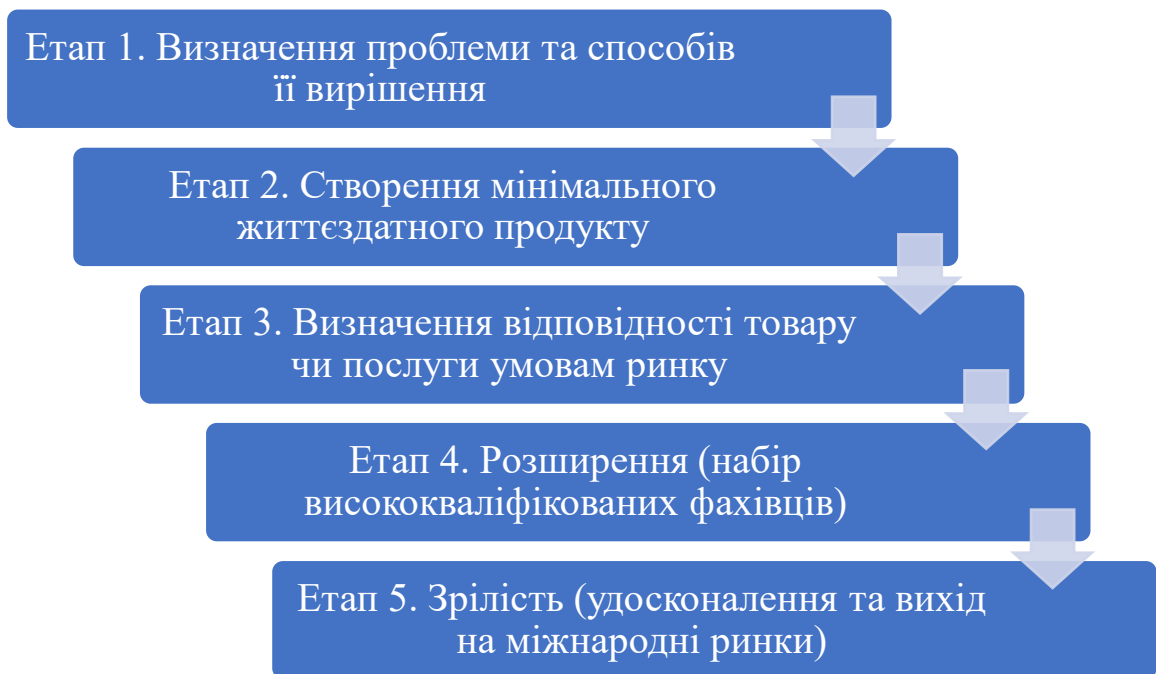 Етап 1. Визначення проблеми та способів
її вирішення
Етап 2. Створення мінімального
життєздатного продукту
Етап 3. Визначення відповідності товару
чи послуги умовам ринку
Етап 4. Розширення (набір
висококваліфікованих фахівців)
Етап 5. Зрілість (удосконалення та вихід
на міжнародні ринки)